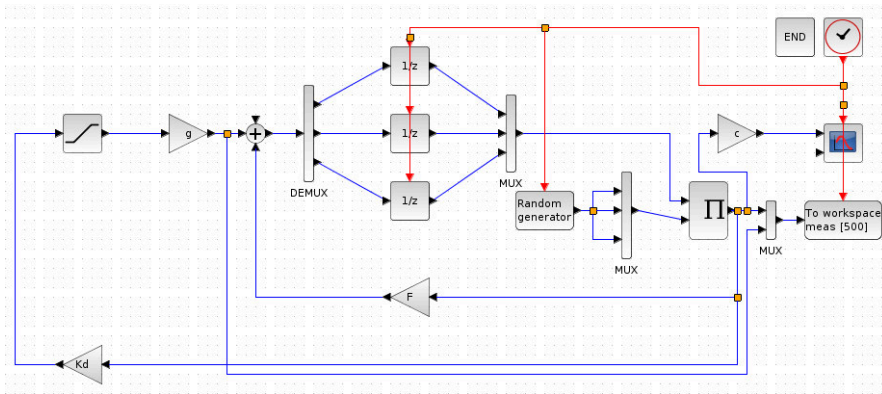 END
1/z
g
+
1/z
c
DEMUX
MUX
1/z
Random
generator
Π
To workspace
meas [500]
MUX
MUX
F
Kd